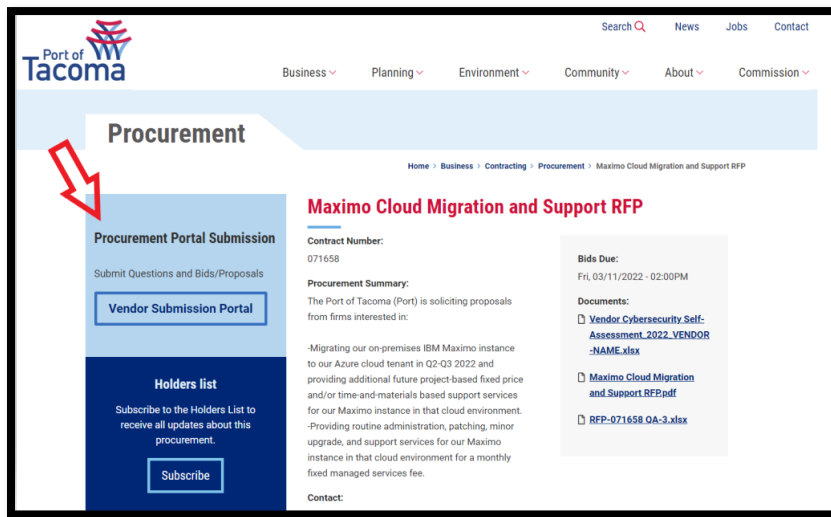 Port of
Tacoma
Search News Jobs Contact
Business Planning Environment Community About Commission
Procurement
Home > Business > Contracting > Procurement > Maximo Cloud Migration and Support RFP
Procurement Portal Submission
Submit Questions and Bids/Proposals
Vendor Submission Portal
Holders list
Subscribe to the Holders List to
receive all updates about this
procurement.
Subscribe
Maximo Cloud Migration and Support RFP
Contract Number:
071658
Procurement Summary:
The Port of Tacoma (Port) is soliciting proposals
from firms interested in:
-Migrating our on-premises IBM Maximo instance
to our Azure cloud tenant in Q2-Q3 2022 and
providing additional future project-based fixed price
and/or time-and-materials based support services
for our Maximo instance in that cloud environment.
-Providing routine administration, patching, minor
upgrade, and support services for our Maximo
instance in that cloud environment for a monthly
fixed managed services fee.
Contact:
Bids Due:
Fri, 03/11/2022 - 02:00PM
Documents:
Vendor Cybersecurity Self-
Assessment_2022_VENDOR
-NAME.xlsx
Maximo Cloud Migration
and Support RFP.pdf
RFP-071658 QA-3.xlsx